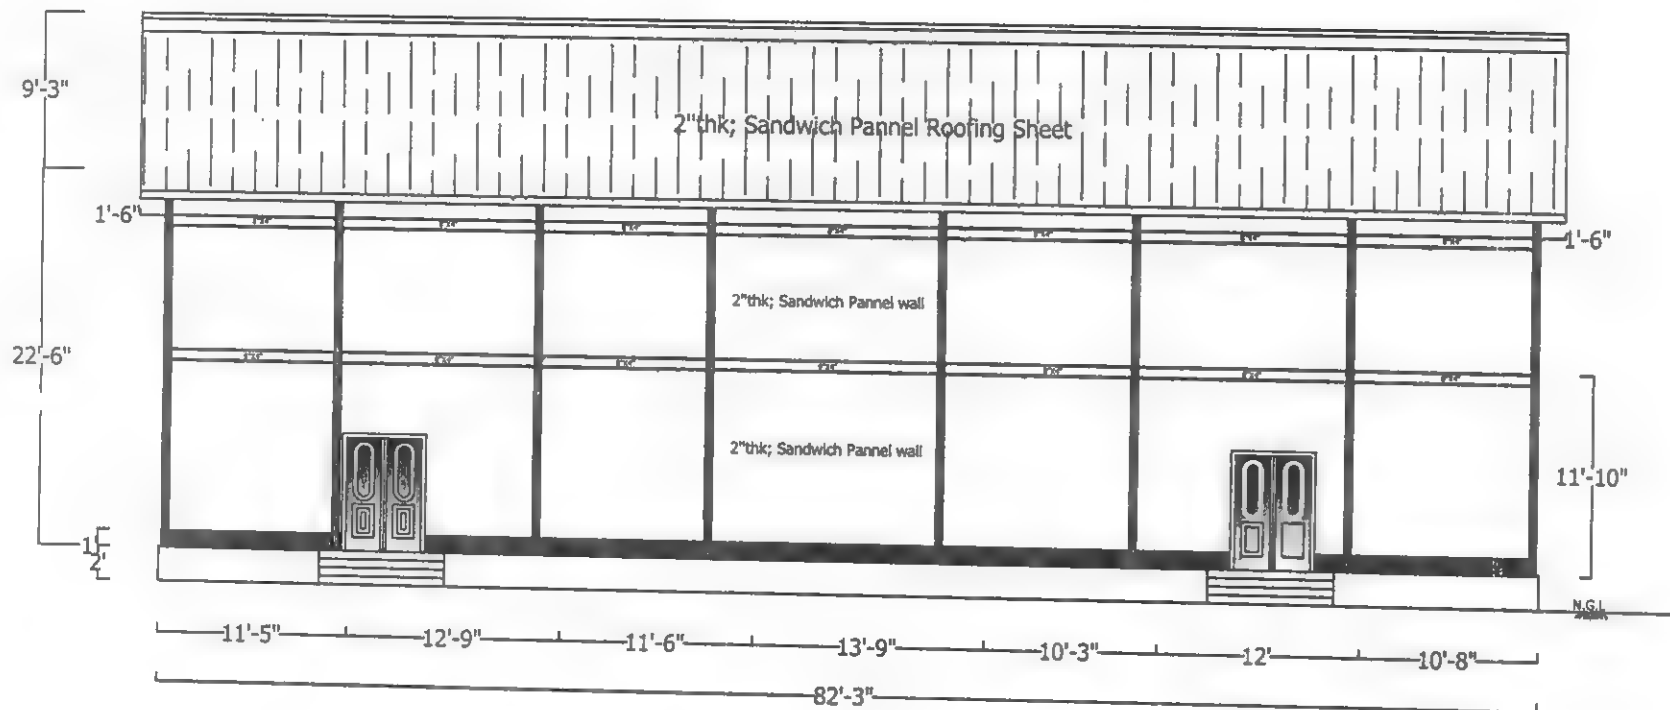 9'-3"
2"thk; Sandwich Pannel Roofing Sheet
1'-6"
1'-6"
2"thk; Sandwich Pannel wall
22'-6"
2"thk; Sandwich Pannel wall
11'-10"
1'
2'
N.G.L
11'-5" 12'-9" 11'-6" 13'-9" 10'-3" 12' 10'-8"
82'-3"